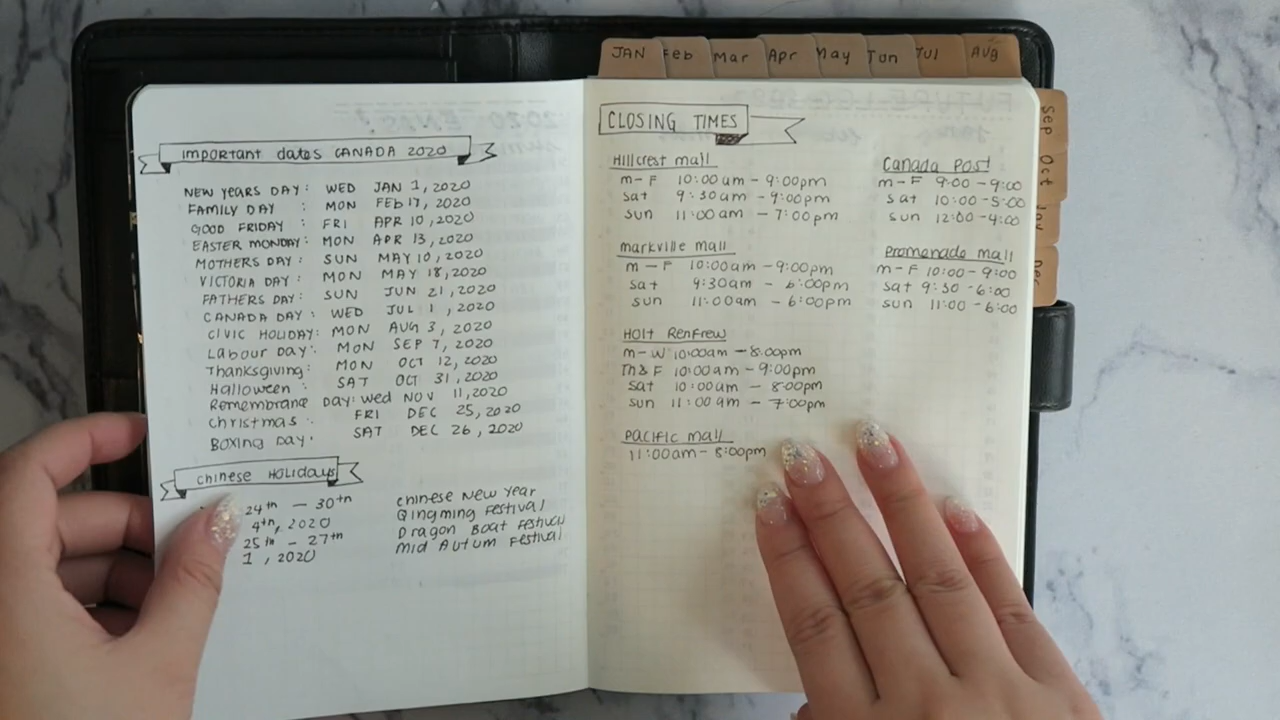 JAN Feb Mar Apr May Jun Jul Aug
Sep
Oct
Dec
important dates CANADA 2020
NEW YEARS DAY: WED JAN 1, 2020
FAMILY DAY : MON Feb 17, 2020
GOOD FRIDAY : FRI APR 10, 2020
EASTER MONDAY: MON APR 13, 2020
MOTHERS DAY: SUN MAY 10, 2020
VICTORIA DAY: MON MAY 18, 2020
FATHERS DAY: SUN JUN 21, 2020
CANADA DAY: WED JUL 1, 2020
CIVIC HOLIDAY: MON AUG 3, 2020
Labour Day: MON SEP 7, 2020
Thanksgiving: MON OCT 12, 2020
Halloween : SAT OCT 31, 2020
Remembrance DAY: Wed NOV 11, 2020
Christmas : FRI DEC 25, 2020
BOXING DAY: SAT DEC 26, 2020
Chinese HOLIDAYS
24th – 30th Chinese New Year
4th, 2020 Qingming Festival
25th – 27th Dragon Boat Festival
1, 2020 Mid Autum Festival
CLOSING TIMES
Hillcrest mall
m – F 10:00am – 9:00pm
Sat 9:30am – 9:00pm
Sun 11:00am – 7:00pm
markville mall
m – F 10:00am – 9:00pm
Sat 9:30am – 6:00pm
Sun 11:00am – 6:00pm
HOLT Renfrew
m – W 10:00am – 8:00pm
Th & F 10:00am – 9:00pm
Sat 10:00am – 8:00pm
Sun 11:00am – 7:00pm
PACIFIC mall
11:00am – 8:00pm
Canada Post
m – F 9:00 – 9:00
Sat 10:00 – 5:00
Sun 12:00 – 4:00
Promenade mall
m – F 10:00 – 9:00
Sat 9:30 – 6:00
Sun 11:00 – 6:00